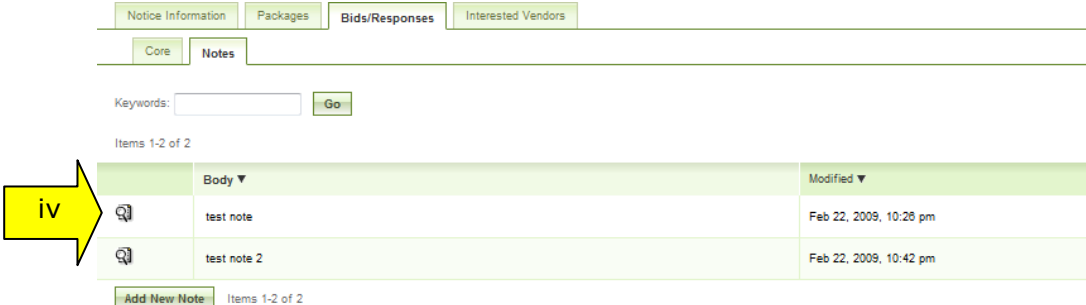 Notice Information Packages Bids/Responses Interested Vendors
Core Notes
Keywords: Go
Items 1-2 of 2
Body ▼ Modified ▼
iv
test note Feb 22, 2009, 10:26 pm
test note 2 Feb 22, 2009, 10:42 pm
Add New Note Items 1-2 of 2